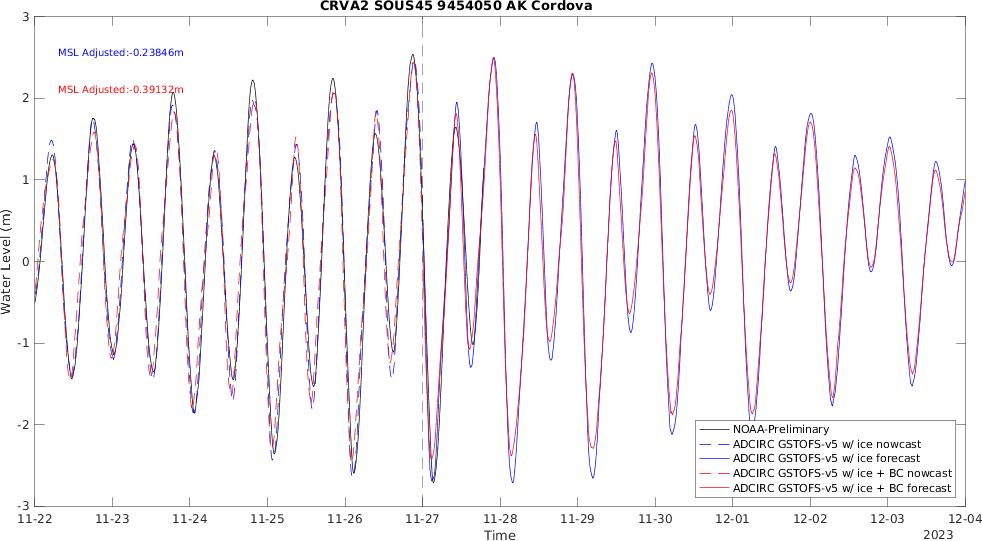 CRVA2 SOUS45 9454050 AK Cordova
3
2
1
0
-1
-2
-3
Water Level (m)
MSL Adjusted:-0.23846m
MSL Adjusted:-0.39132m
NOAA-Preliminary
ADCIRC GSTOFS-v5 w/ ice nowcast
ADCIRC GSTOFS-v5 w/ ice forecast
ADCIRC GSTOFS-v5 w/ ice + BC nowcast
ADCIRC GSTOFS-v5 w/ ice + BC forecast
11-22 11-23 11-24 11-25 11-26 11-27 11-28 11-29 11-30 12-01 12-02 12-03 12-04
Time 2023